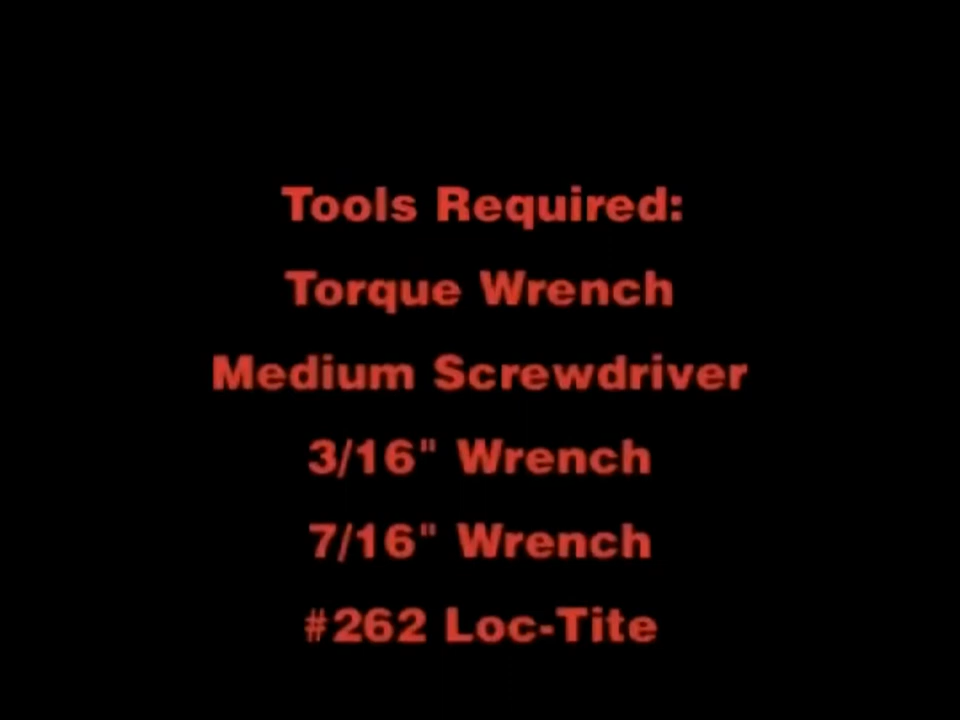 Tools Required:
Torque Wrench
Medium Screwdriver
3/16" Wrench
7/16" Wrench
#262 Loc-Tite